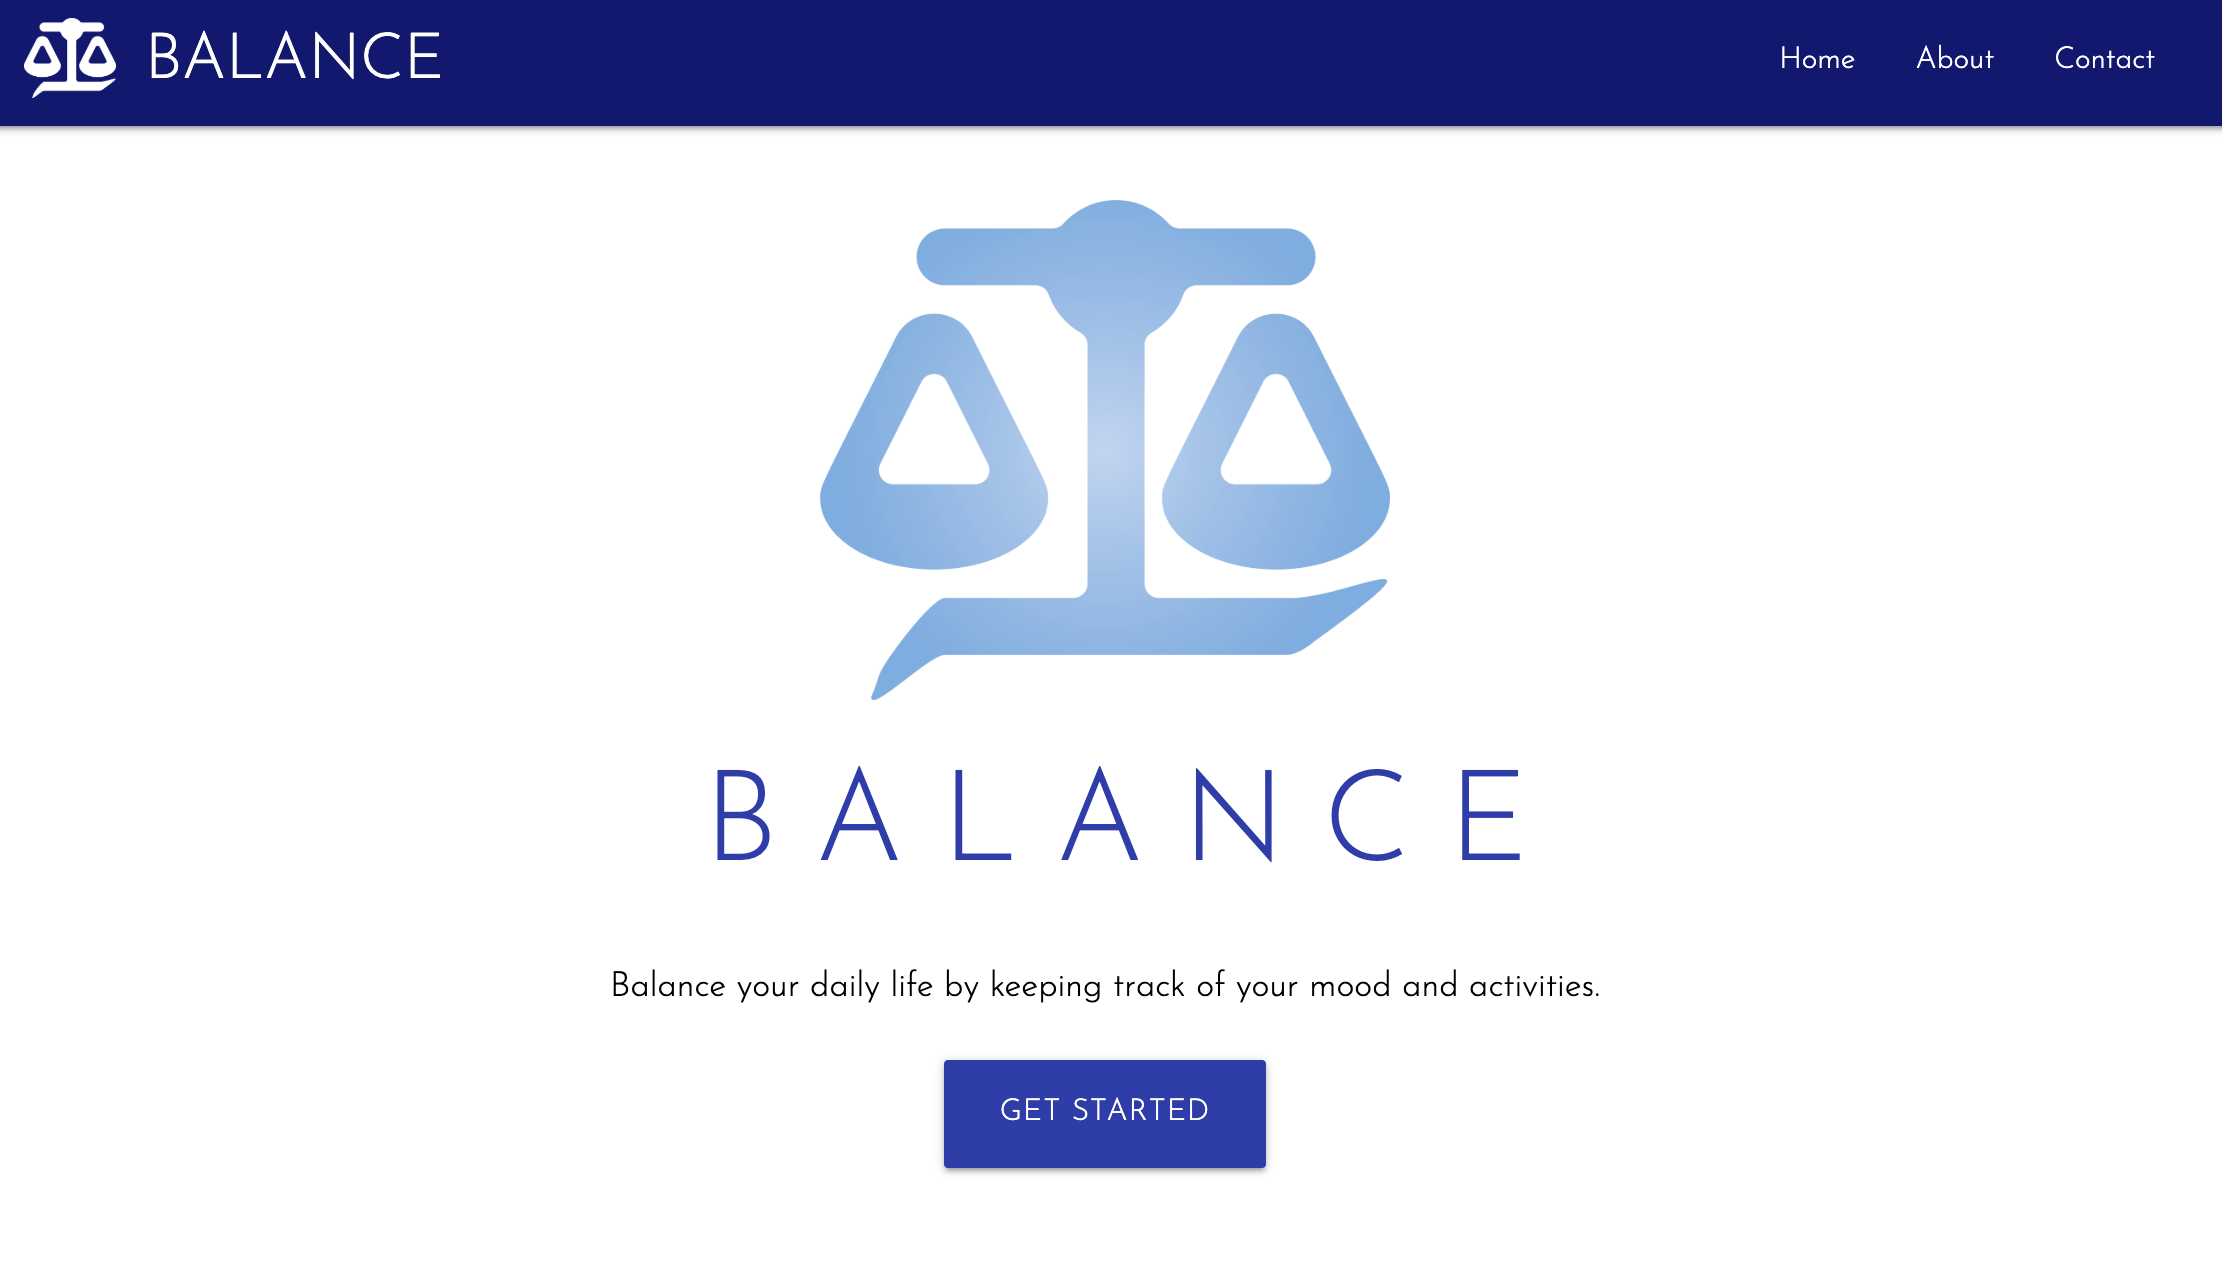 BALANCE
Home About Contact
BALANCE
Balance your daily life by keeping track of your mood and activities.
GET STARTED